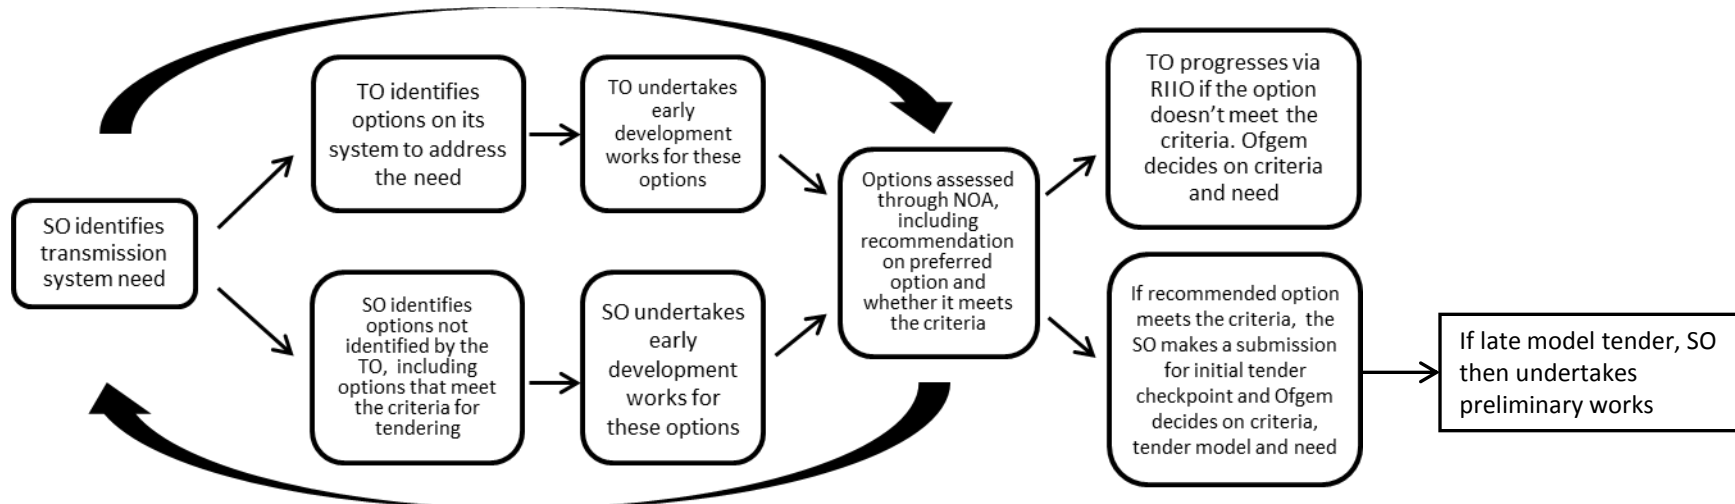 SO identifies
transmission
system need
TO identifies
options on its
system to address
the need
TO undertakes
early
development
works for these
options
SO identifies
options not
identified by the
TO, including
options that meet
the criteria for
tendering
SO undertakes
early
development
works for
these options
Options assessed
through NOA,
including
recommendation
on preferred
option and
whether it meets
the criteria
TO progresses via
RIIO if the option
doesn't meet the
criteria. Ofgem
decides on criteria
and need
If recommended option
meets the criteria, the
SO makes a submission
for initial tender
checkpoint and Ofgem
decides on criteria,
tender model and need
If late model tender, SO
then undertakes
preliminary works